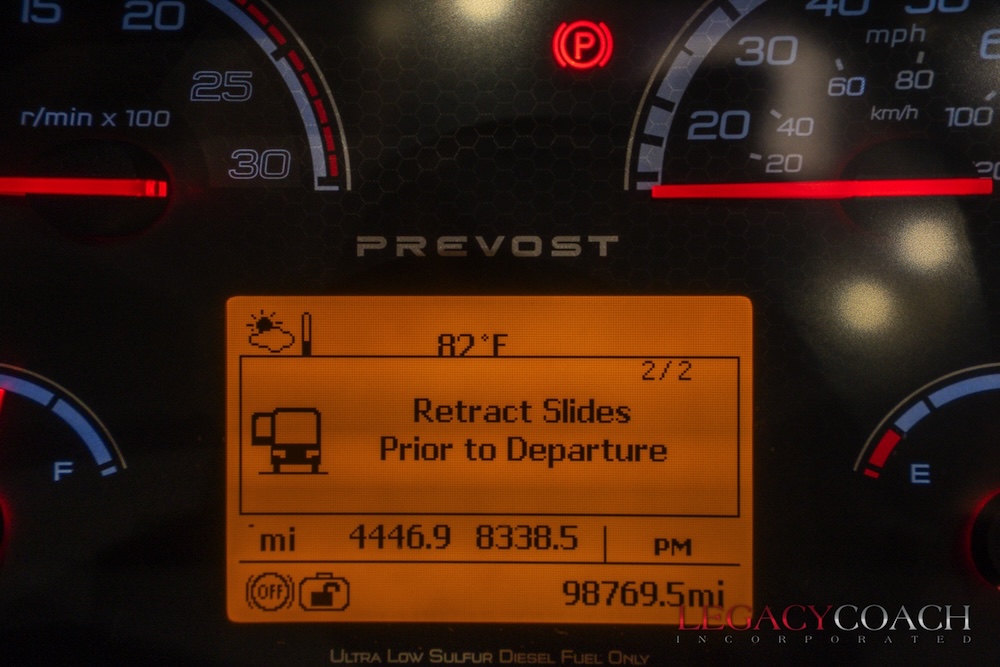 15 20
40 50
mph
30 60 80
25
r/min x 100
km/h
20 40 100
30
20
PREVOST
82°F
2/2
Retract Slides
Prior to Departure
F
E
mi 4446.9 8338.5 PM
OFF 98769.5mi
LEGACYCOACH
INCORPORATED
ULTRA LOW SULFUR DIESEL FUEL ONLY
P